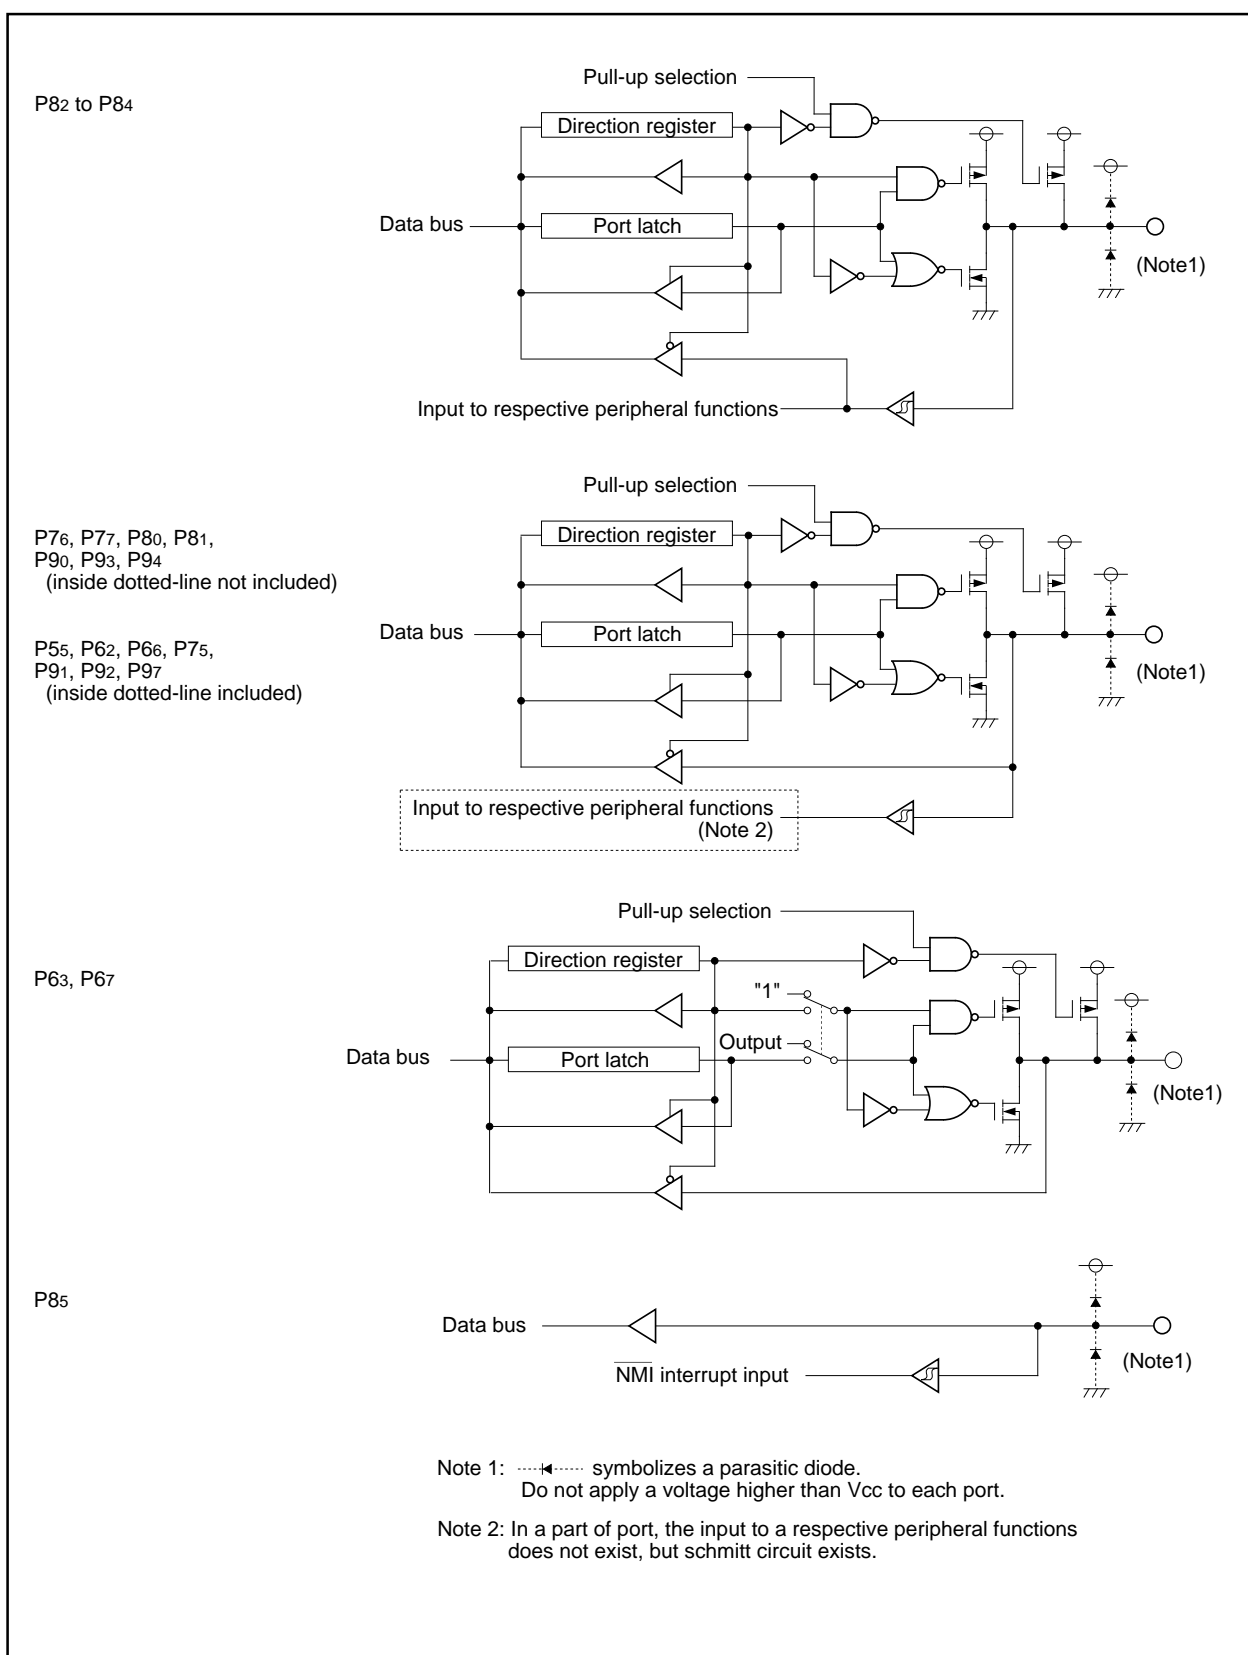 P82 to P84
Pull-up selection
Direction register
Data bus
Port latch
(Note1)
Input to respective peripheral functions
P76, P77, P80, P81,
P90, P93, P94
(inside dotted-line not included)
P55, P62, P66, P75,
P91, P92, P97
(inside dotted-line included)
Pull-up selection
Direction register
Data bus
Port latch
(Note1)
Input to respective peripheral functions
(Note 2)
P63, P67
Pull-up selection
Direction register
"1"
Output
Data bus
Port latch
(Note1)
P85
Data bus
(Note1)
NMI interrupt input
Note 1: symbolizes a parasitic diode.
Do not apply a voltage higher than Vcc to each port.
Note 2: In a part of port, the input to a respective peripheral functions
does not exist, but schmitt circuit exists.